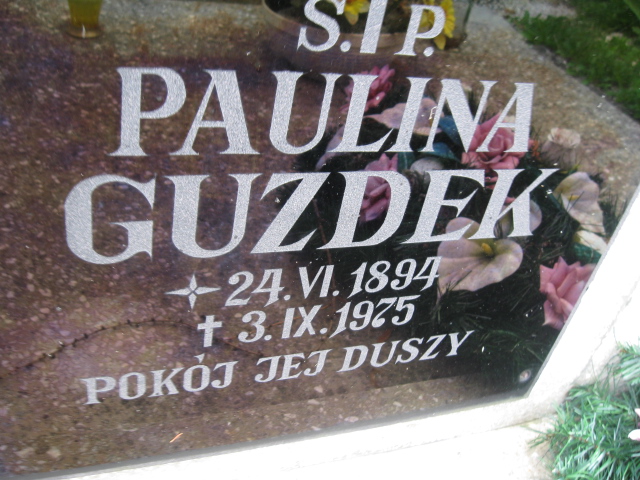 Ś.†P.
PAULINA
GUZDEK
24.VI.1894
† 3.IX.1975
POKÓJ JEJ DUSZY